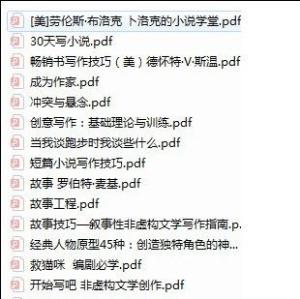 [美]劳伦斯·布洛克 卜洛克的小说学堂.pdf
30天写小说.pdf
畅销书写作技巧（美）德怀特·V·斯温.pdf
成为作家.pdf
冲突与悬念.pdf
创意写作：基础理论与训练.pdf
当我谈跑步时我谈些什么.pdf
短篇小说写作技巧.pdf
故事 罗伯特·麦基.pdf
故事工程.pdf
故事技巧—叙事性非虚构文学写作指南.p...
经典人物原型45种：创造独特角色的神...
救猫咪 编剧必学.pdf
开始写吧 非虚构文学创作.pdf